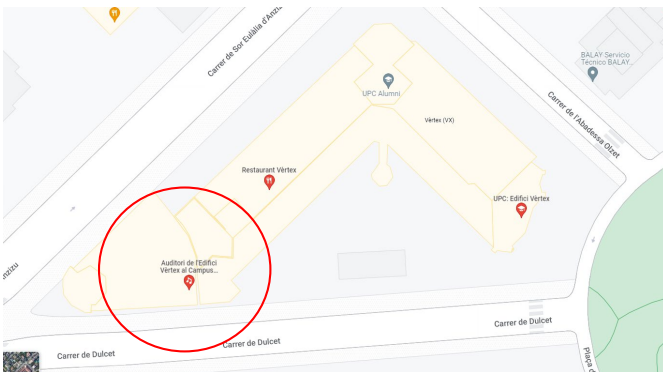 Carrer de Sor Eulàlia d'Anzizu
BALAY Servicio
Técnico BALAY...
UPC Alumni
Vèrtex (VX)
Carrer de l'Abadessa Olzet
Restaurant Vèrtex
UPC: Edifici Vèrtex
Auditori de l'Edifici
Vèrtex al Campus...
Carrer de Dulcet
Carrer de Dulcet
Carrer de Dulcet